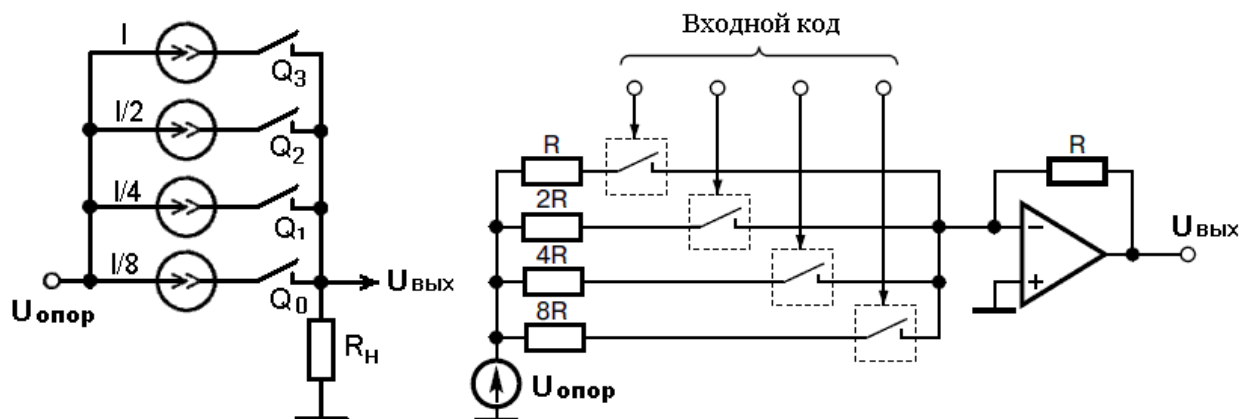 I
Q₃
I/2
Q₂
I/4
Q₁
I/8
Q₀
Uопор
Uвых
Rн
Входной код
R
2R
4R
8R
Uопор
R
−
+
Uвых